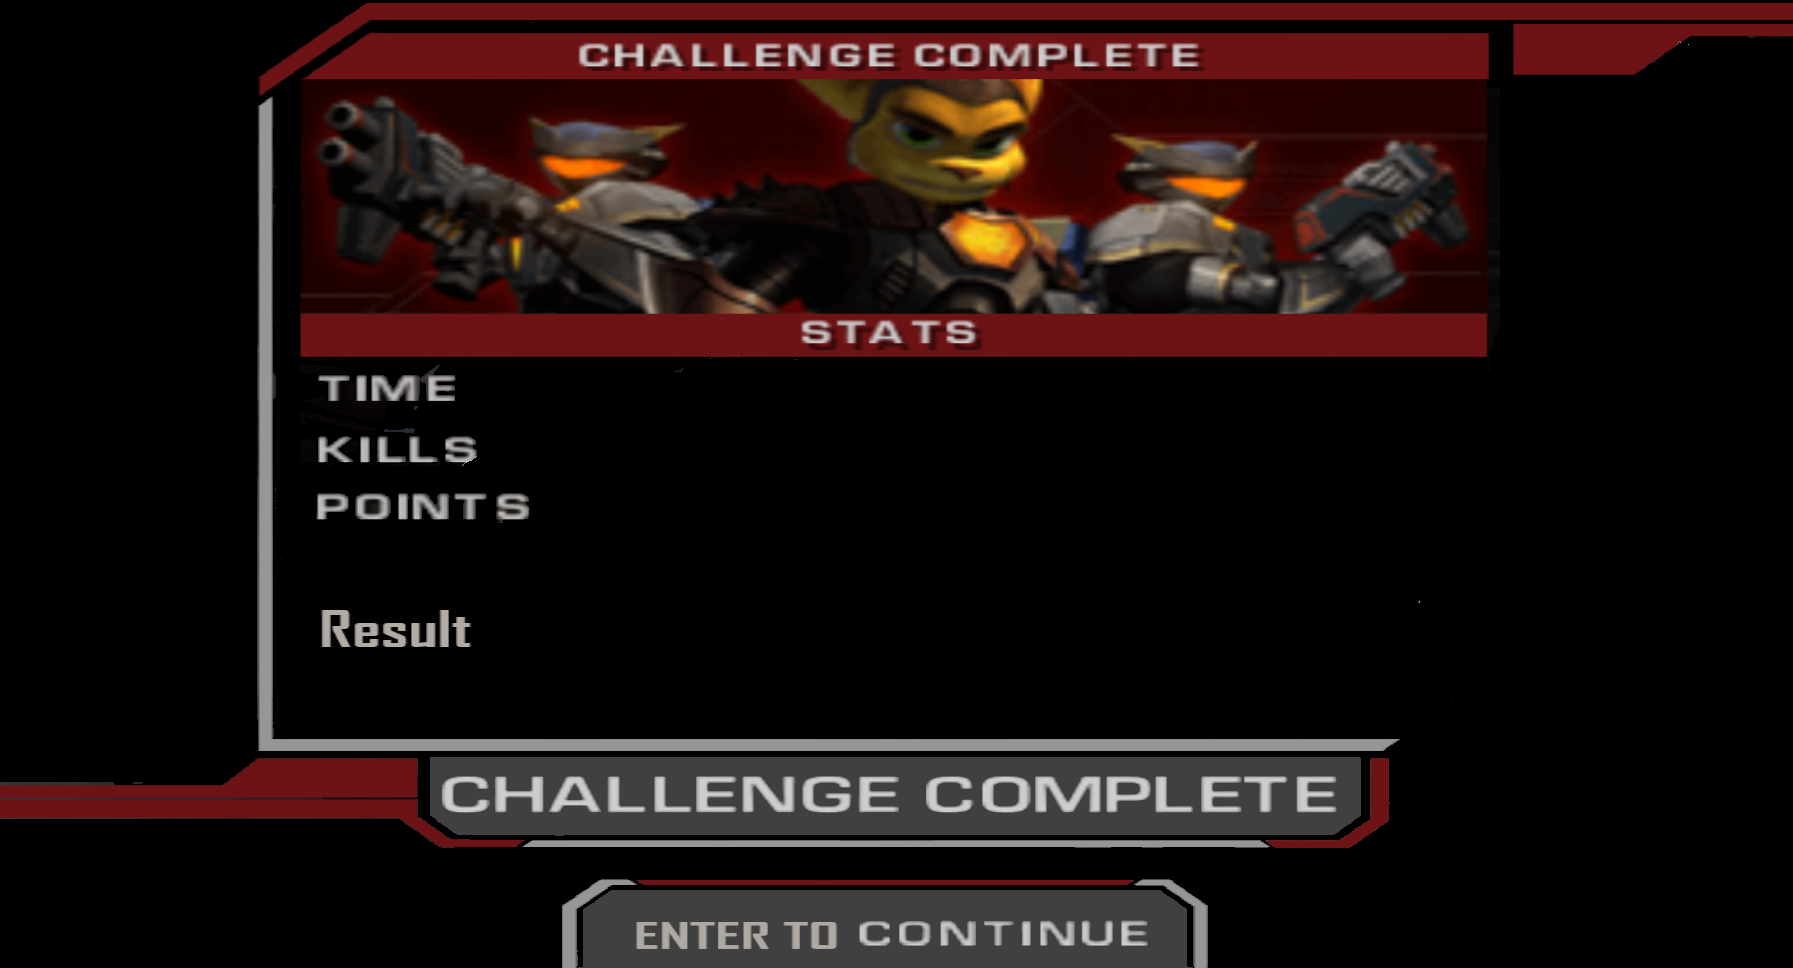 CHALLENGE COMPLETE
STATS
TIME
KILLS
POINTS
Result
CHALLENGE COMPLETE
ENTER TO CONTINUE